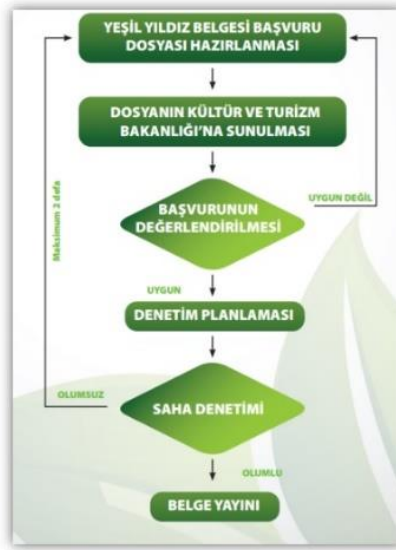 YEŞİL YILDIZ BELGESİ BAŞVURU
DOSYASI HAZIRLANMASI
DOSYANIN KÜLTÜR VE TURİZM
BAKANLIĞI'NA SUNULMASI
Maksimum 2 defa
BAŞVURUNUN
DEĞERLENDİRİLMESİ
UYGUN DEĞİL
UYGUN
DENETİM PLANLAMASI
OLUMSUZ
SAHA DENETİMİ
OLUMLU
BELGE YAYINI